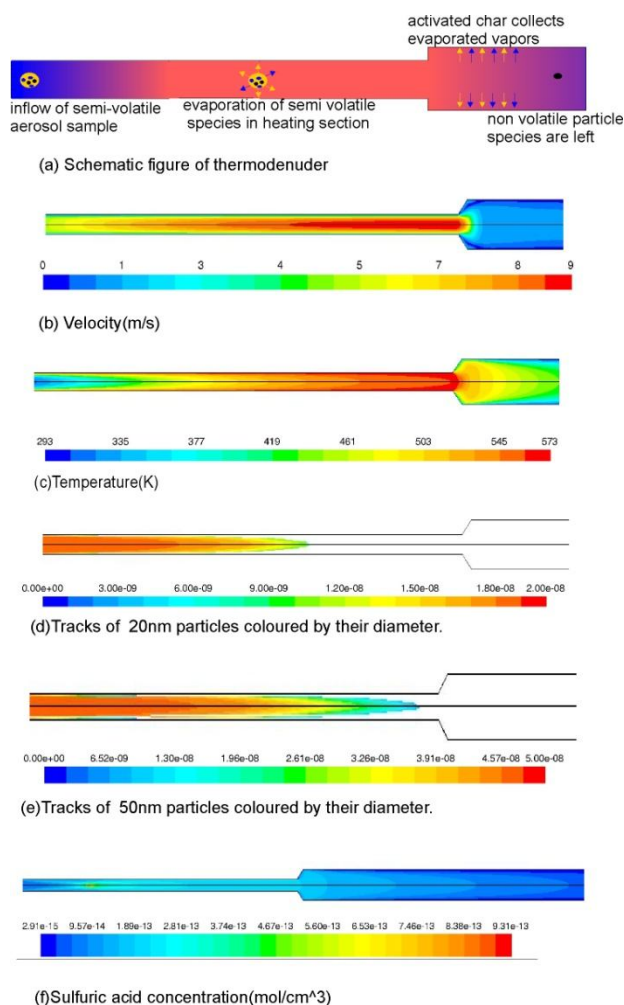 activated char collects
evaporated vapors
inflow of semi-volatile
aerosol sample
evaporation of semi volatile
species in heating section
non volatile particle
species are left
(a) Schematic figure of thermodenuder
0 1 3 4 5 7 8 9
(b) Velocity(m/s)
293 335 377 419 461 503 545 573
(c)Temperature(K)
0.00e+00 3.00e-09 6.00e-09 9.00e-09 1.20e-08 1.50e-08 1.80e-08 2.00e-08
(d)Tracks of 20nm particles coloured by their diameter.
0.00e+00 6.52e-09 1.30e-08 1.96e-08 2.61e-08 3.26e-08 3.91e-08 4.57e-08 5.00e-08
(e)Tracks of 50nm particles coloured by their diameter.
2.91e-15 9.57e-14 1.89e-13 2.81e-13 3.74e-13 4.67e-13 5.60e-13 6.53e-13 7.46e-13 8.38e-13 9.31e-13
(f)Sulfuric acid concentration(mol/cm^3)